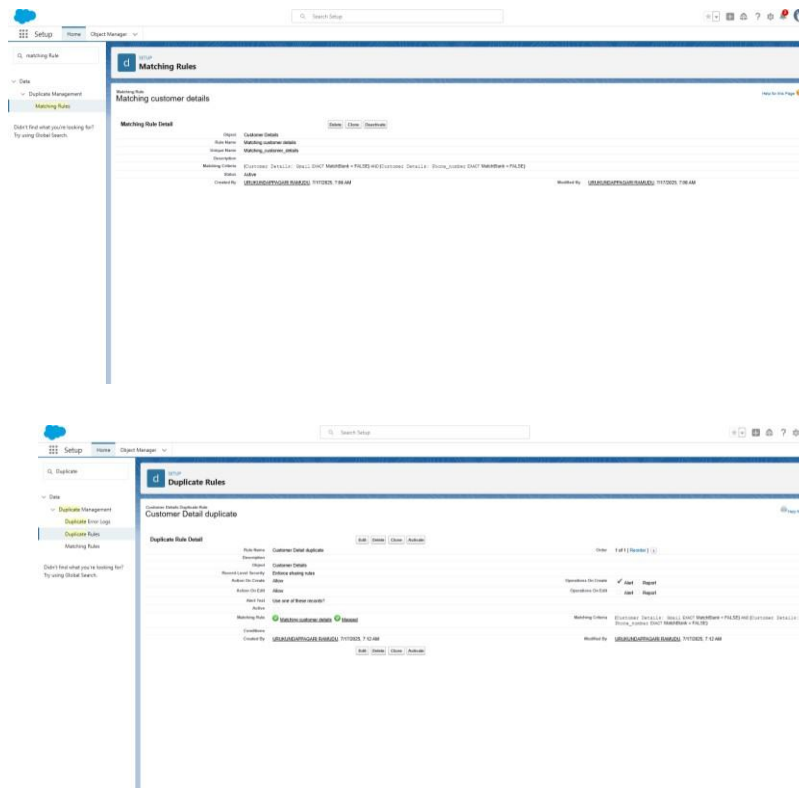 Search Setup
Setup Home Object Manager
matching Rule
SETUP
Matching Rules
Data
Duplicate Management
Matching Rules
Didn't find what you're looking for?
Try using Global Search.
Matching Rule
Matching customer details
Help for this Page
Matching Rule Detail
Delete Clone Deactivate
Object Customer Details
Rule Name Matching customer details
Unique Name Matching_customer_details
Description
Matching Criteria (Customer Details: Gmail EXACT MatchBlank = FALSE) AND (Customer Details: Phone_number EXACT MatchBlank = FALSE)
Status Active
Created By URUKUNDAPPAGARI RAMUDU, 7/17/2025, 7:08 AM Modified By URUKUNDAPPAGARI RAMUDU, 7/17/2025, 7:08 AM
Search Setup
Setup Home Object Manager
Duplicate
SETUP
Duplicate Rules
Data
Duplicate Management
Duplicate Error Logs
Duplicate Rules
Matching Rules
Didn't find what you're looking for?
Try using Global Search.
Customer Details Duplicate Rule
Customer Detail duplicate
Duplicate Rule Detail
Edit Delete Clone Activate
Rule Name Customer Detail duplicate Order 1 of 1 [ Reorder ]
Description
Object Customer Details
Record-Level Security Enforce sharing rules
Action On Create Allow Operations On Create Alert Report
Action On Edit Allow Operations On Edit Alert Report
Alert Text Use one of these records?
Active
Matching Rule Matching customer details Mapped Matching Criteria (Customer Details: Gmail EXACT MatchBlank = FALSE) AND (Customer Details:
Phone_number EXACT MatchBlank = FALSE)
Conditions
Created By URUKUNDAPPAGARI RAMUDU, 7/17/2025, 7:12 AM Modified By URUKUNDAPPAGARI RAMUDU, 7/17/2025, 7:12 AM
Edit Delete Clone Activate